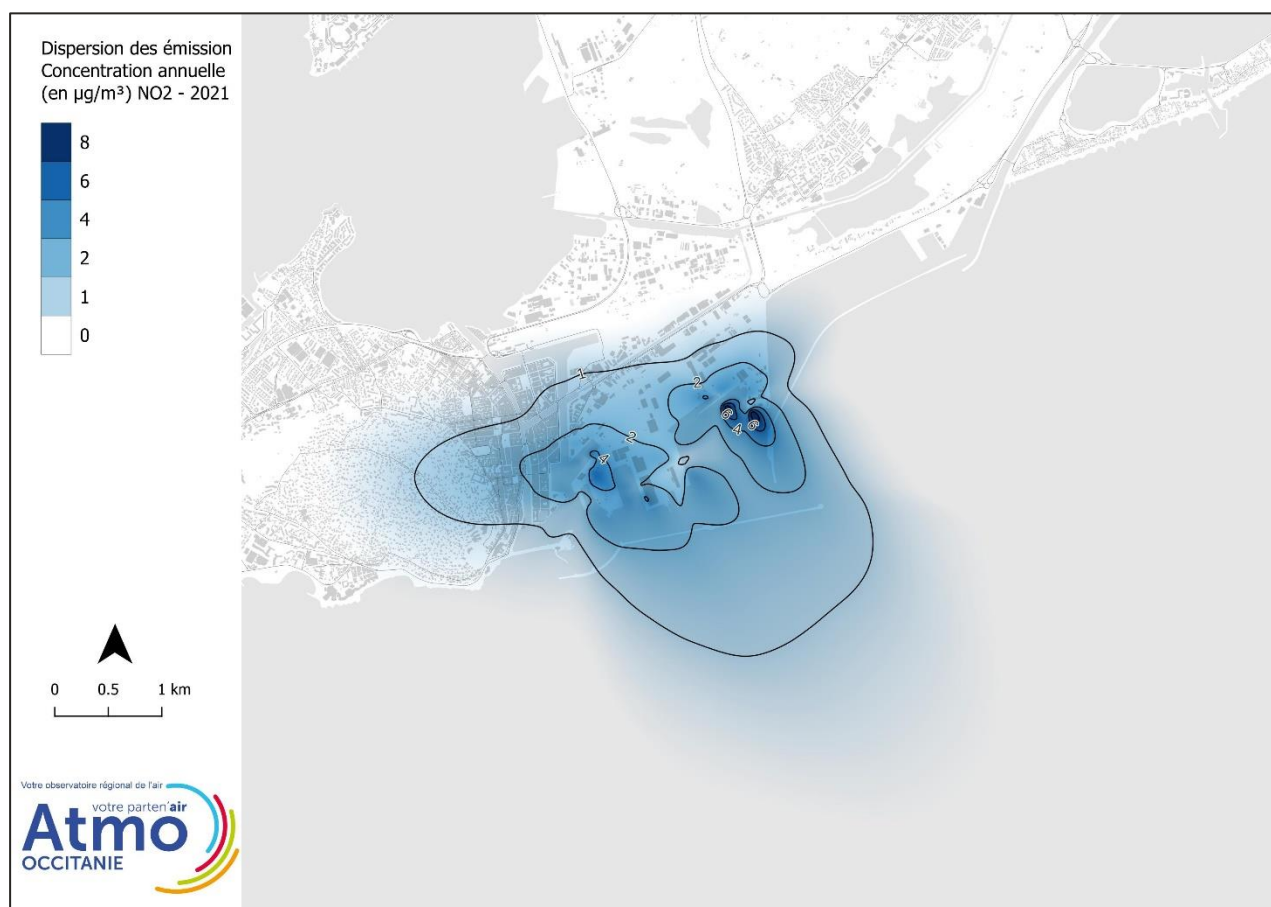 Dispersion des émission
Concentration annuelle
(en µg/m³) NO2 - 2021
8
6
4
2
1
0
1
2
2
4
6
4
6
0
0.5
1 km
Votre observatoire régional de l'air
votre parten'air
Atmo
OCCITANIE